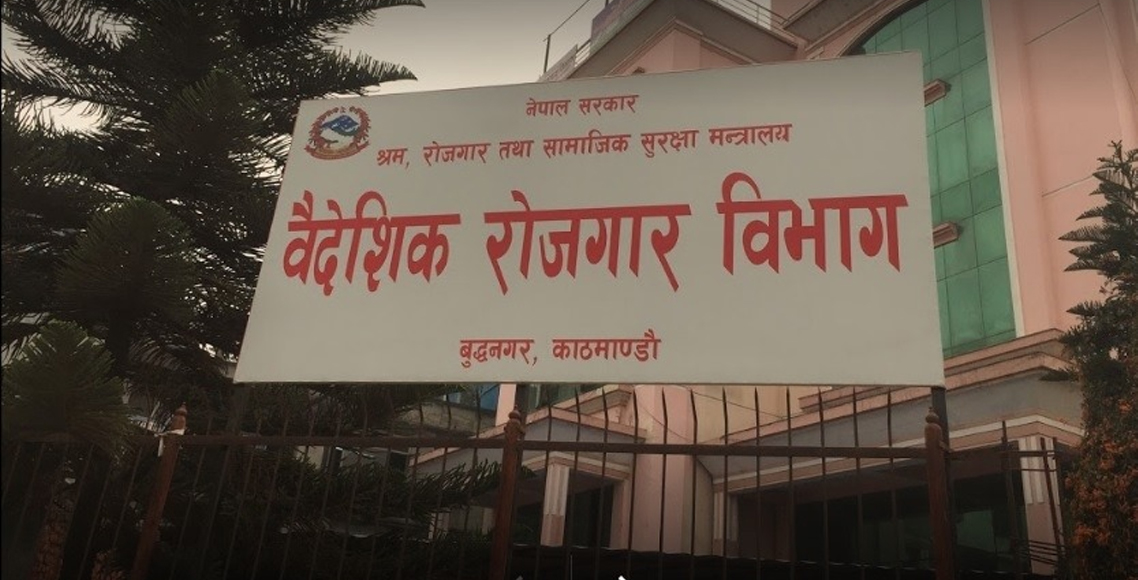 नेपाल सरकार
श्रम, रोजगार तथा सामाजिक सुरक्षा मन्त्रालय
वैदेशिक रोजगार विभाग
बुद्धनगर, काठमाण्डौ